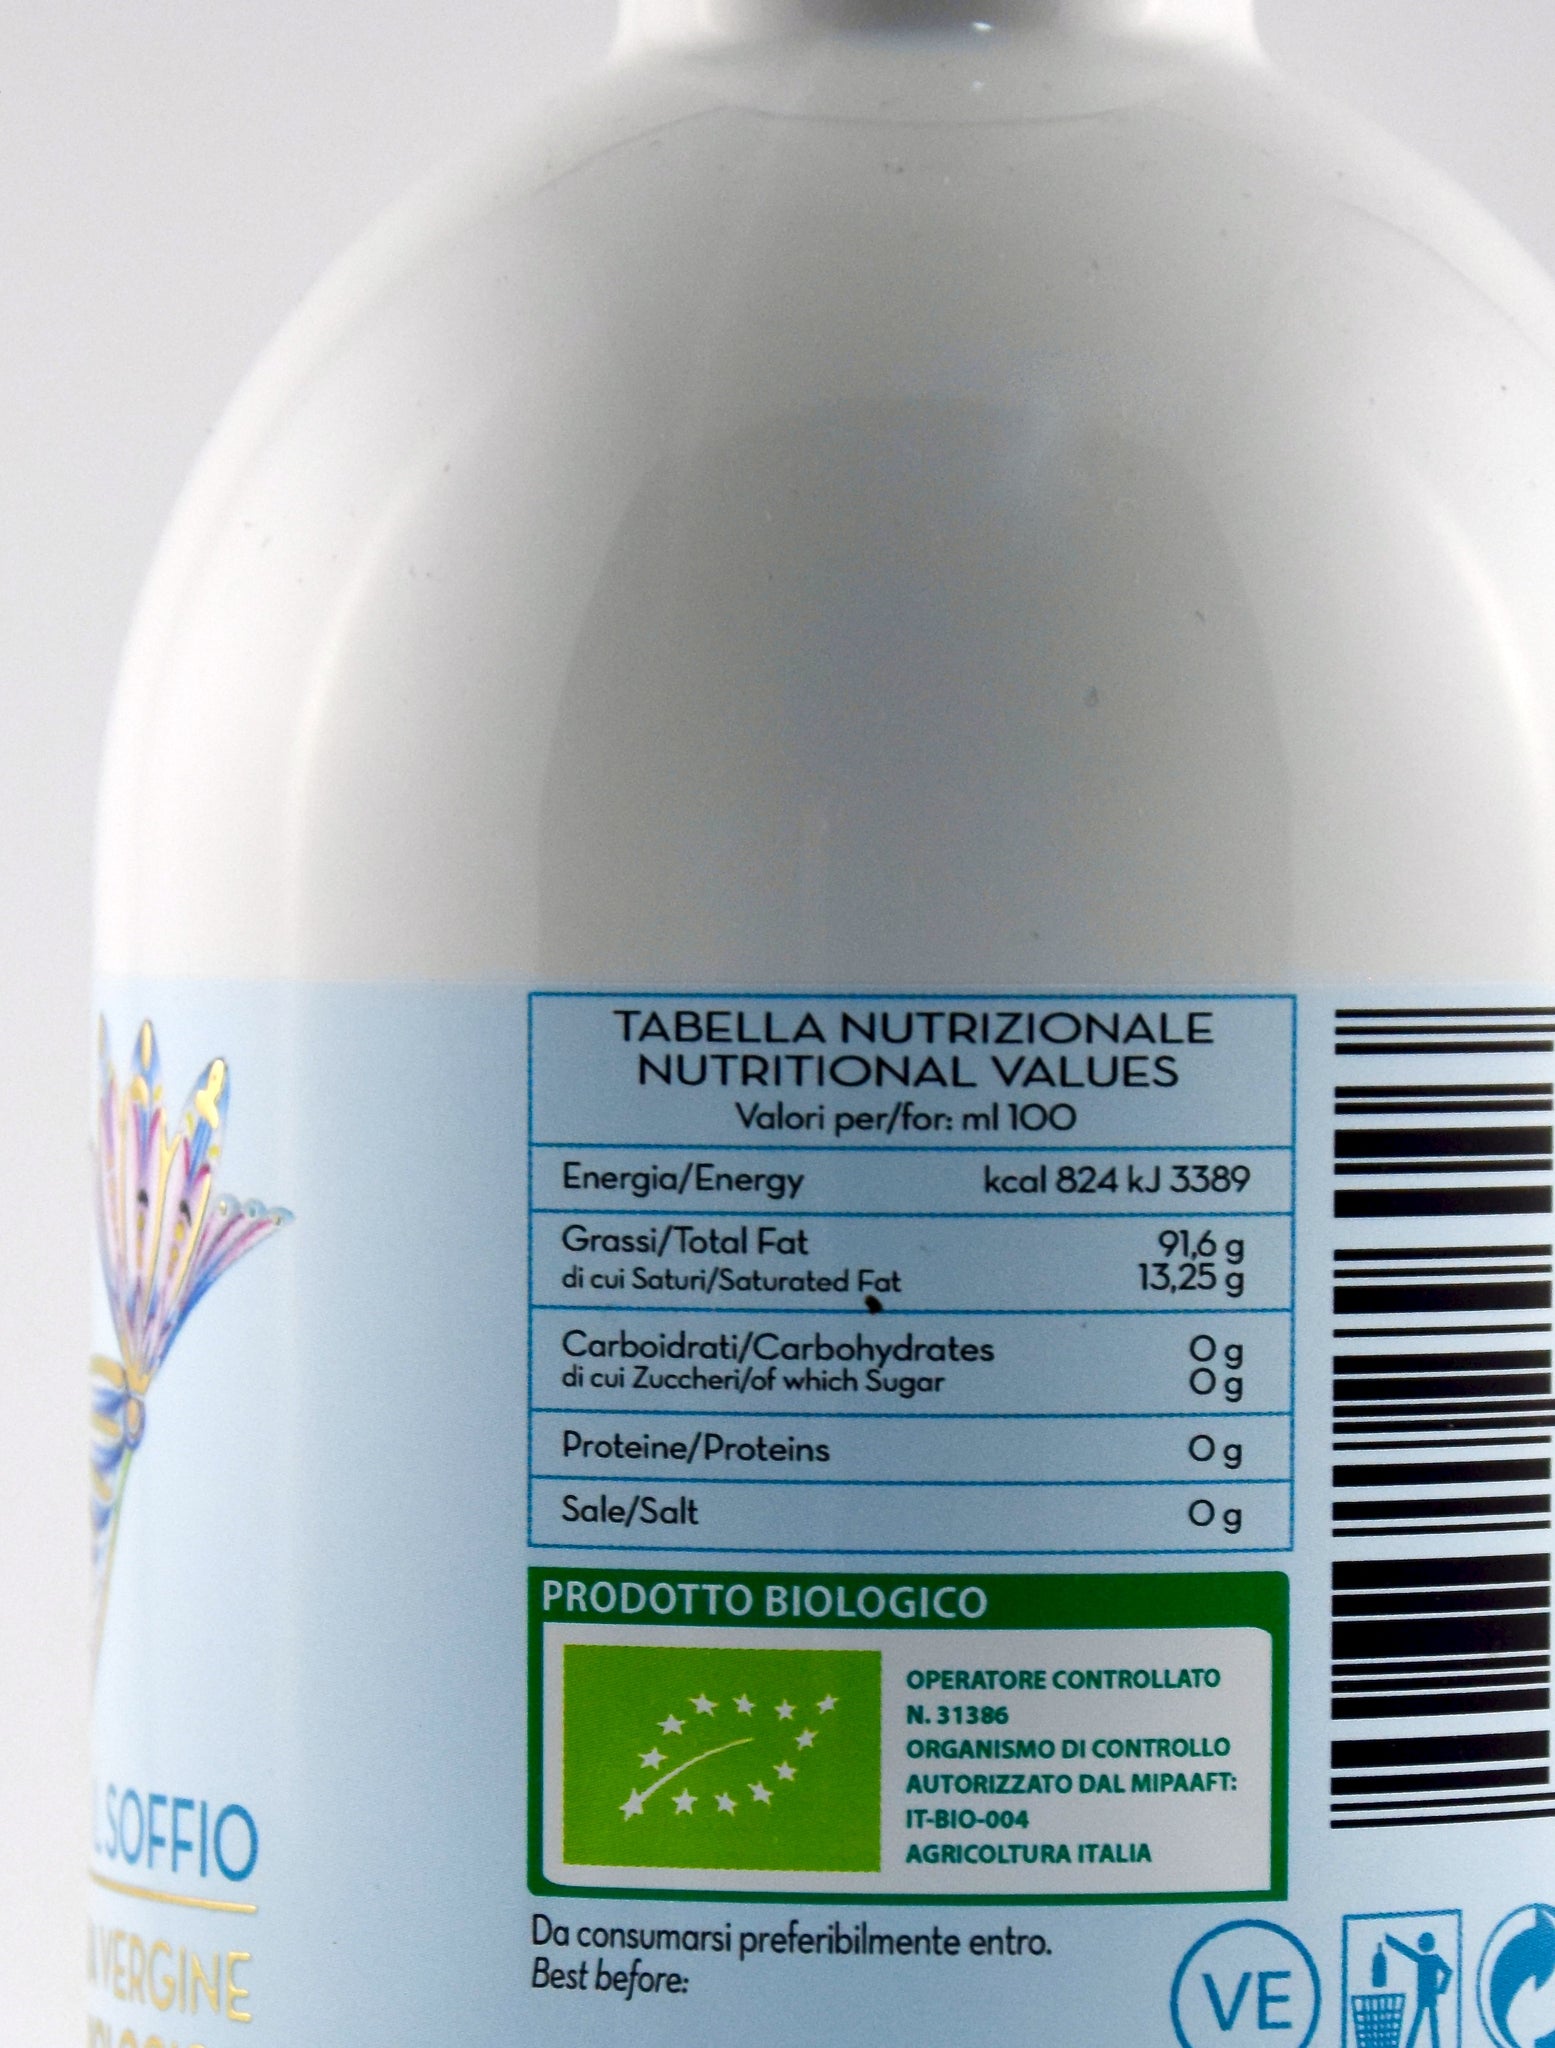 TABELLA NUTRIZIONALE
NUTRITIONAL VALUES
Valori per/for: ml 100
Energia/Energy kcal 824 kJ 3389
Grassi/Total Fat 91,6 g
di cui Saturi/Saturated Fat 13,25 g
Carboidrati/Carbohydrates 0 g
di cui Zuccheri/of which Sugar 0 g
Proteine/Proteins 0 g
Sale/Salt 0 g
PRODOTTO BIOLOGICO
OPERATORE CONTROLLATO
N. 31386
ORGANISMO DI CONTROLLO
AUTORIZZATO DAL MIPAAFT:
IT-BIO-004
AGRICOLTURA ITALIA
Da consumarsi preferibilmente entro.
Best before:
VE
SOFFIO
VERGINE